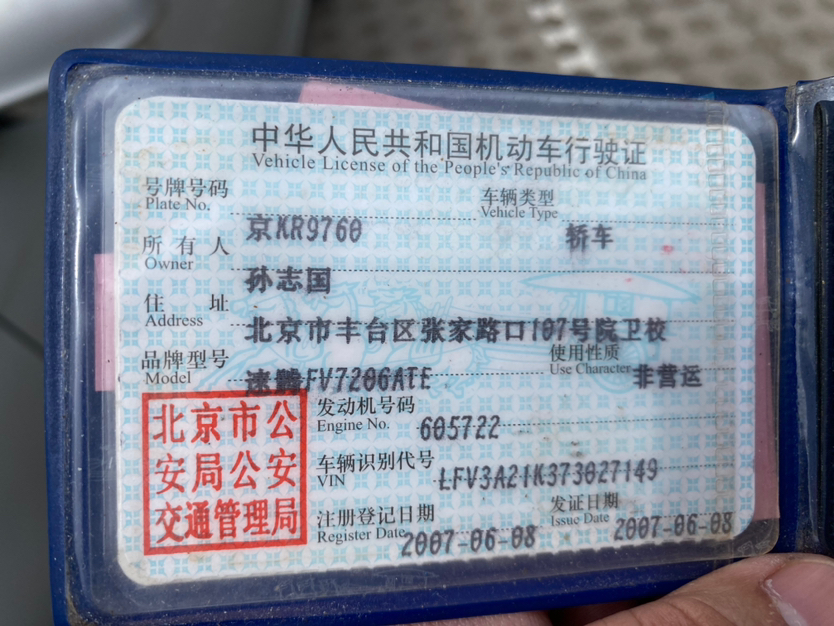 中华人民共和国机动车行驶证
Vehicle License of the People's Republic of China
号牌号码 京KR9760 车辆类型 轿车
Plate No. Vehicle Type
所有人 孙志国
Owner
住址 北京市丰台区张家路口107号院卫校
Address
品牌型号 速腾FV7206ATE 使用性质 非营运
Model Use Character
北京市公
安局公安
交通管理局
发动机号码 605722
Engine No.
车辆识别代号 LFV3A21K373027149
VIN
注册登记日期 2007-06-08 发证日期 2007-06-08
Register Date Issue Date